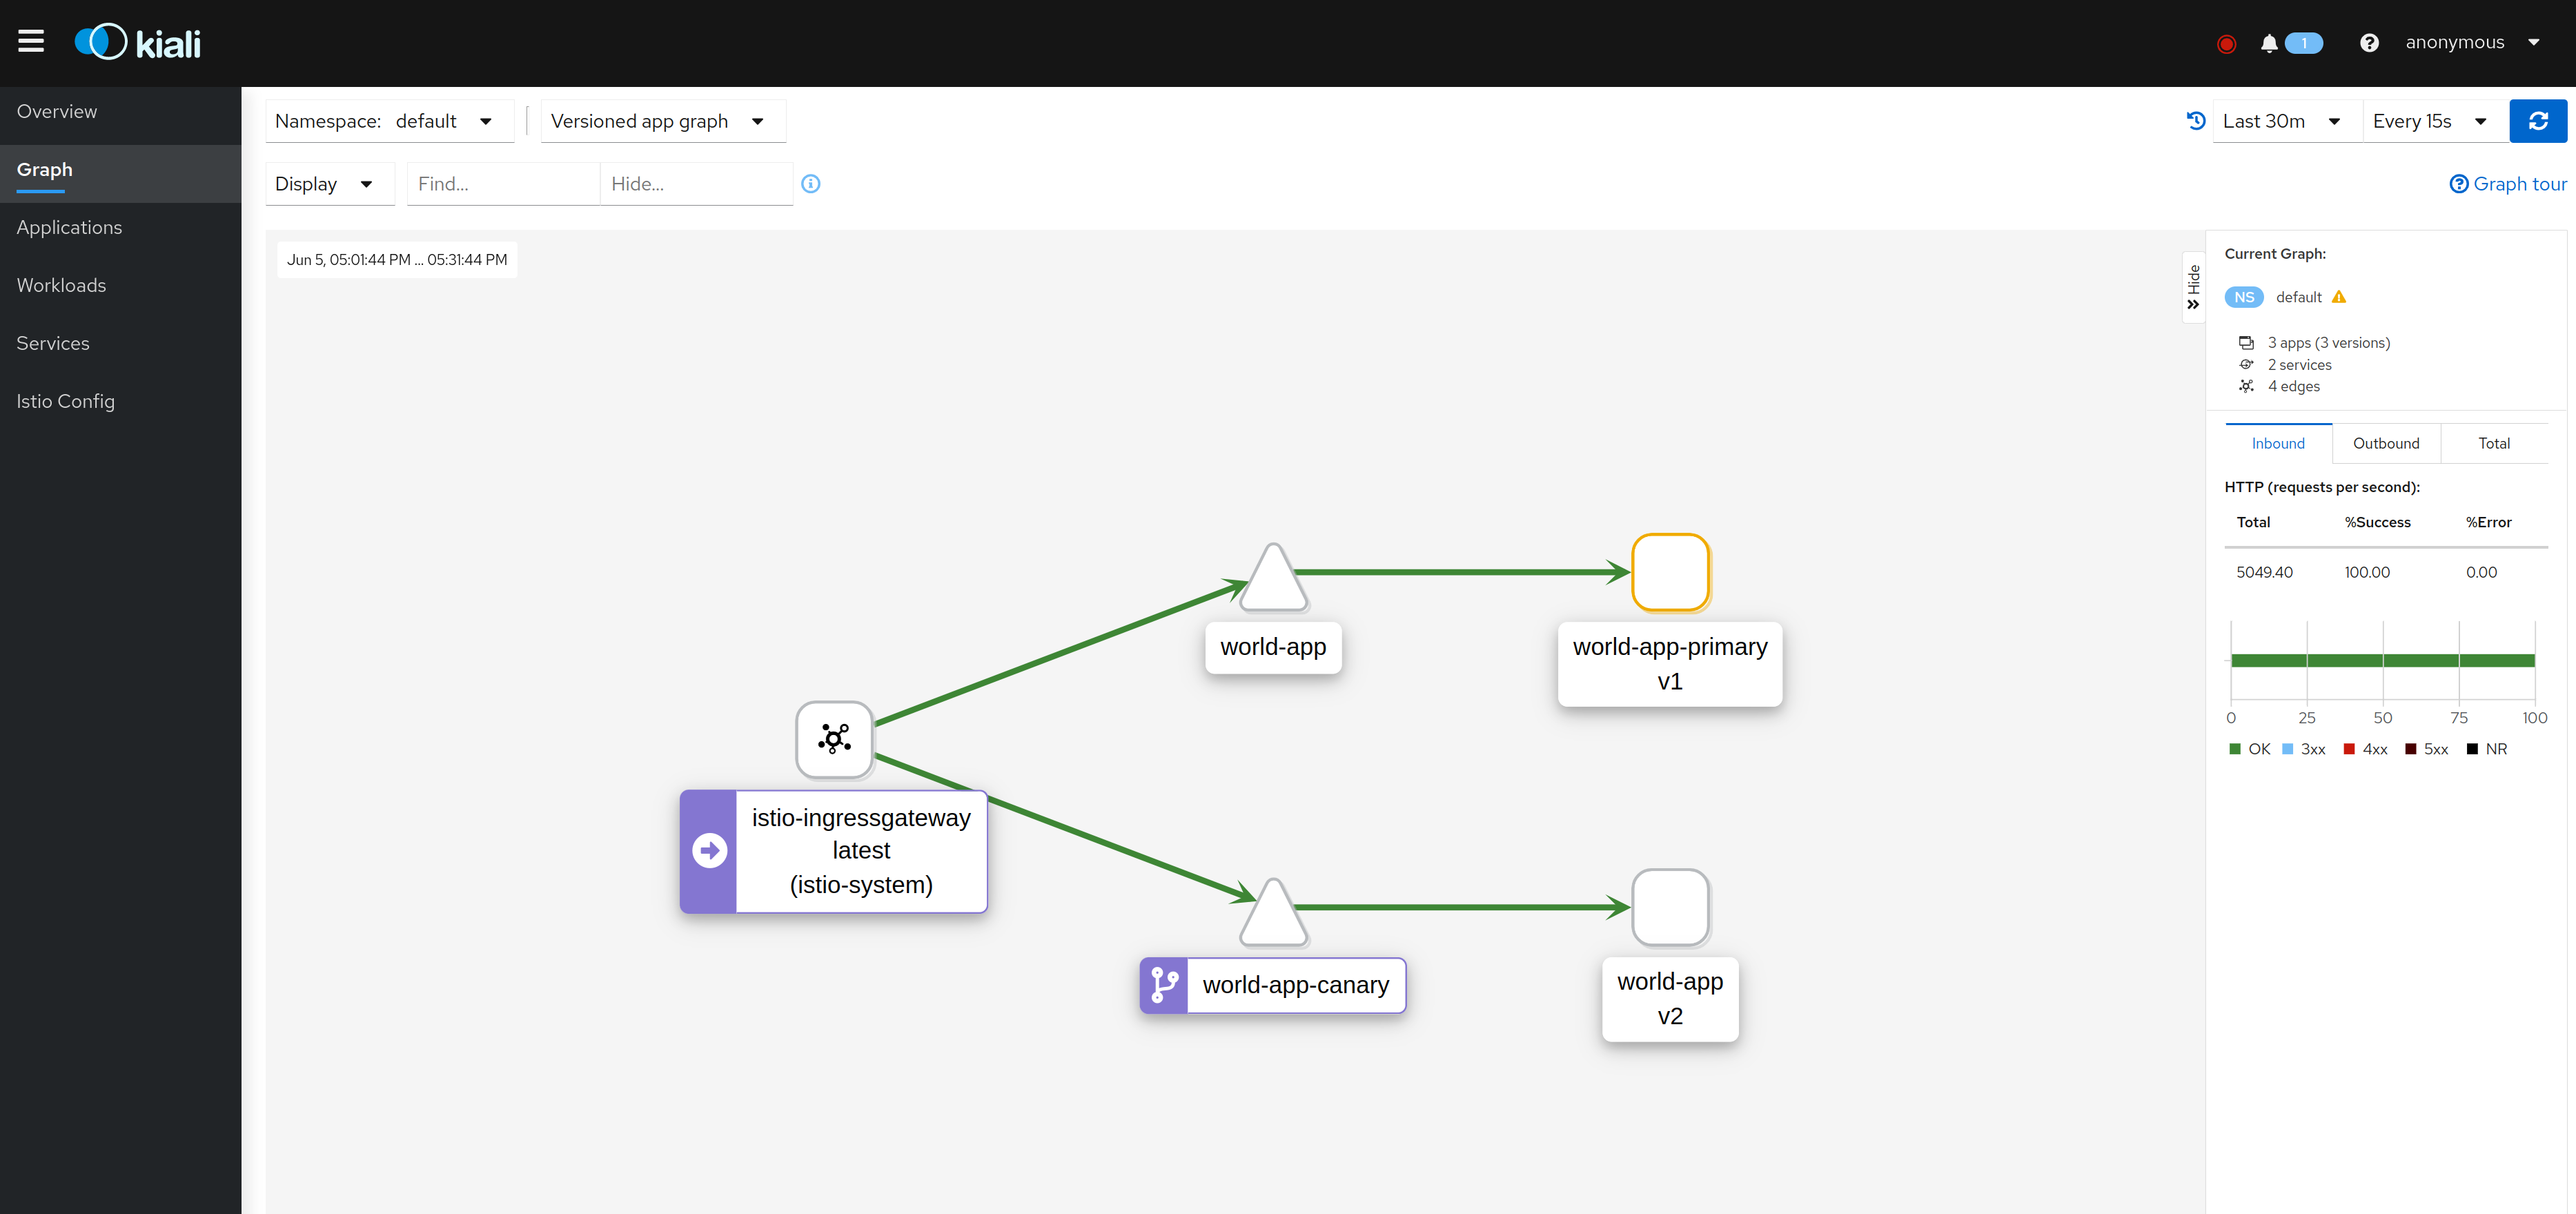 kiali
1
anonymous
Overview
Graph
Applications
Workloads
Services
Istio Config
Namespace: default
Versioned app graph
Last 30m
Every 15s
Display
Find...
Hide...
Graph tour
Jun 5, 05:01:44 PM ... 05:31:44 PM
Hide
world-app
world-app-primary
v1
istio-ingressgateway
latest
(istio-system)
world-app-canary
world-app
v2
Current Graph:
NS default
3 apps (3 versions)
2 services
4 edges
Inbound Outbound Total
HTTP (requests per second):
Total %Success %Error
5049.40 100.00 0.00
0 25 50 75 100
OK 3xx 4xx 5xx NR